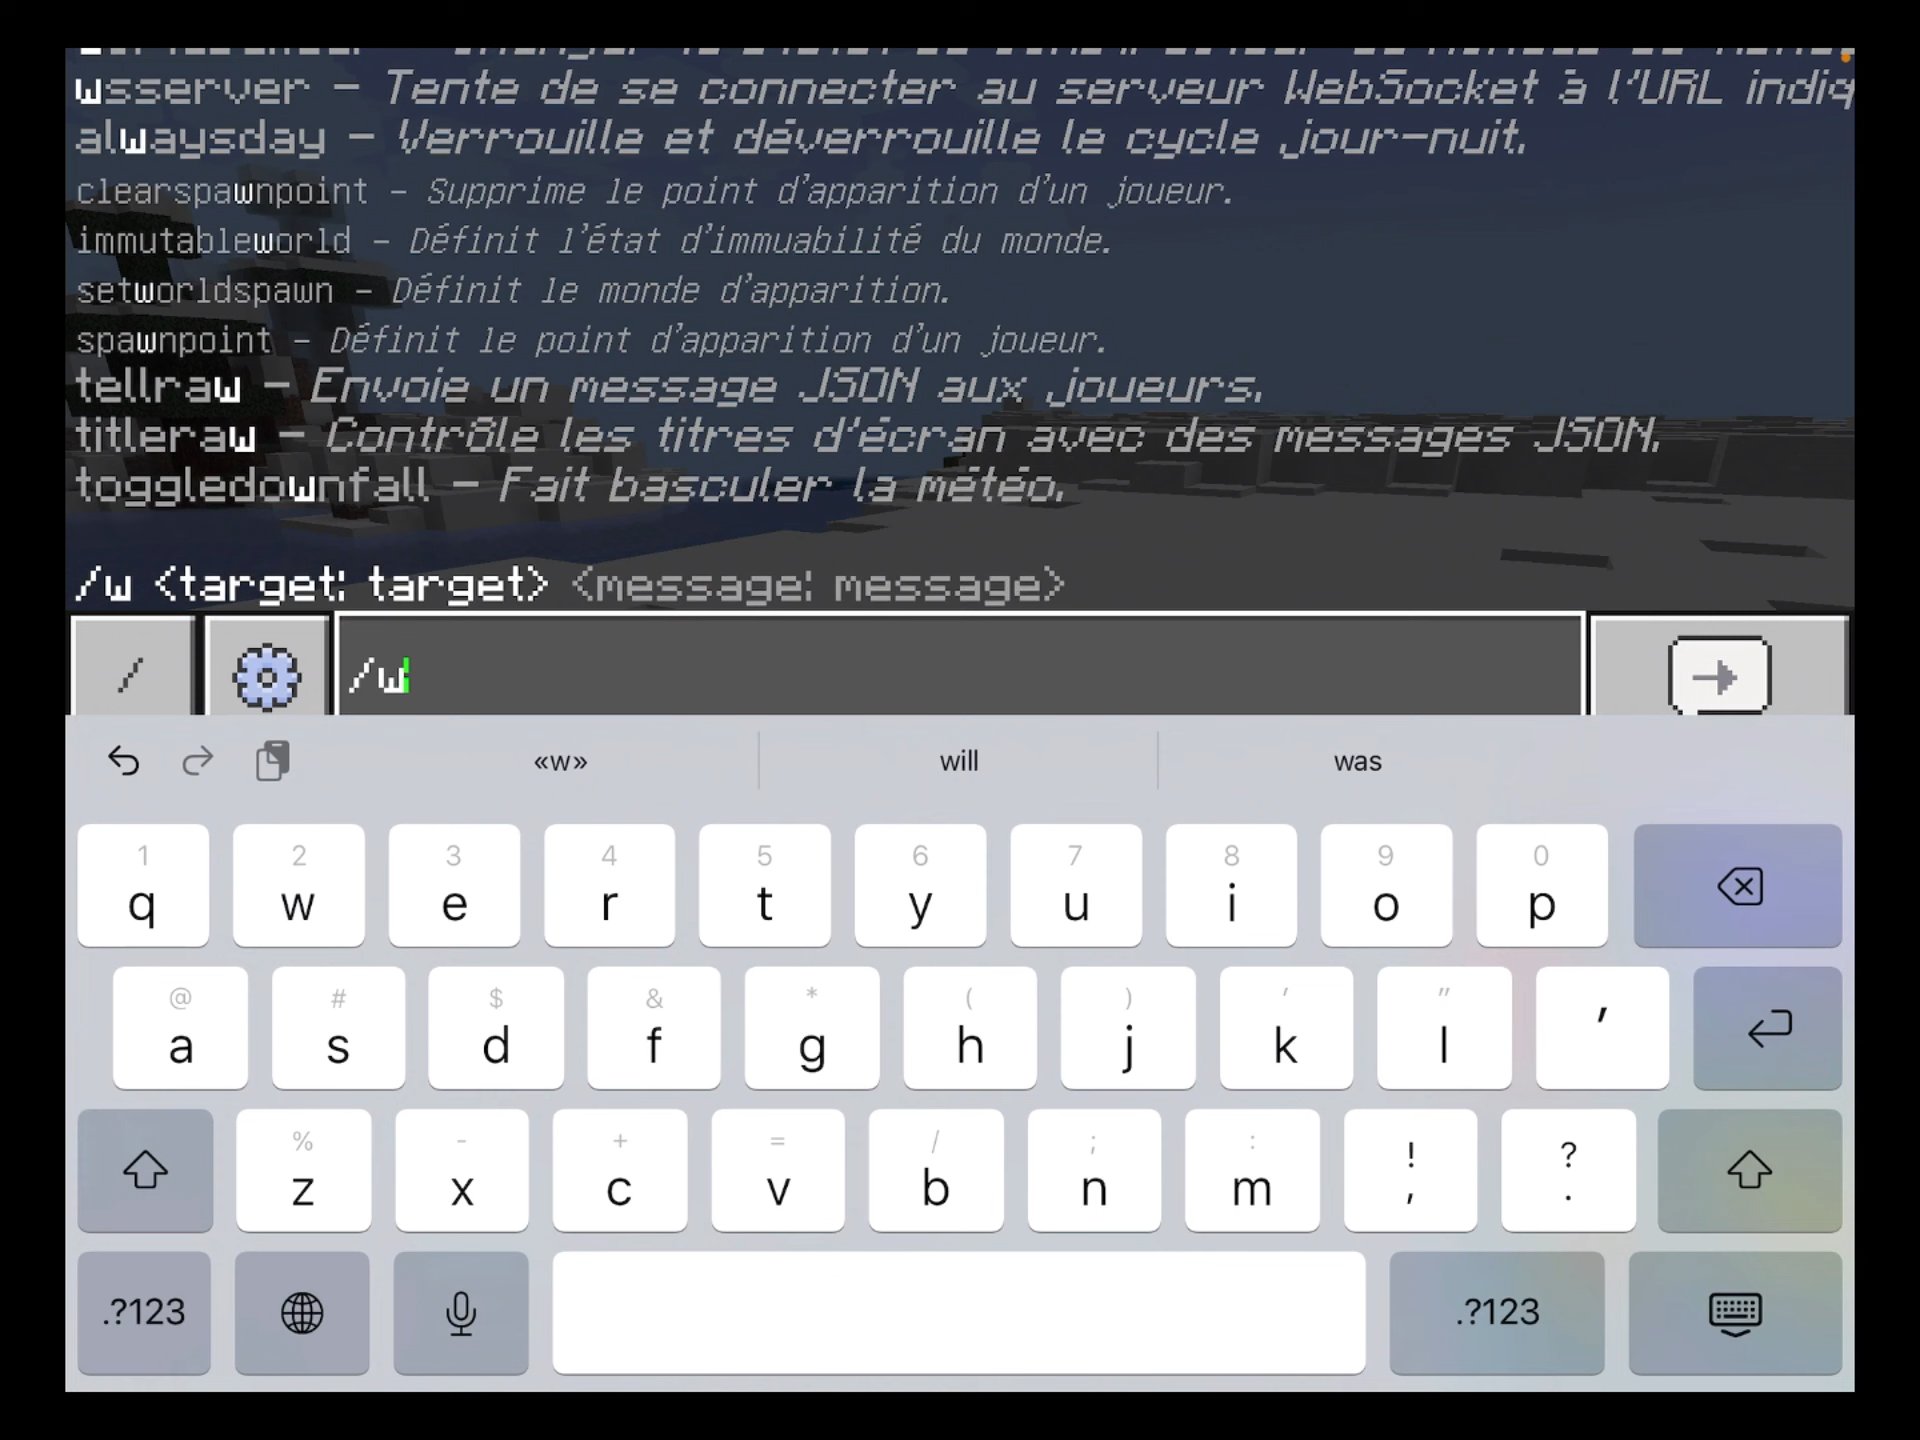 wsserver – Tente de se connecter au serveur WebSocket à l'URL indiq
alwaysday – Verrouille et déverrouille le cycle jour-nuit.
clearspawnpoint – Supprime le point d'apparition d'un joueur.
immutableworld – Définit l'état d'immuabilité du monde.
setworldspawn – Définit le monde d'apparition.
spawnpoint – Définit le point d'apparition d'un joueur.
tellraw – Envoie un message JSON aux joueurs.
titleraw – Contrôle les titres d'écran avec des messages JSON.
toggledownfall – Fait basculer la météo.
/w <target: target> <message: message>
/ /w
«w» will was
1 2 3 4 5 6 7 8 9 0
q w e r t y u i o p
@ # $ & * ( ) ' "
a s d f g h j k l '
% - + = / ; : ! ?
z x c v b n m , .
.?123 .?123